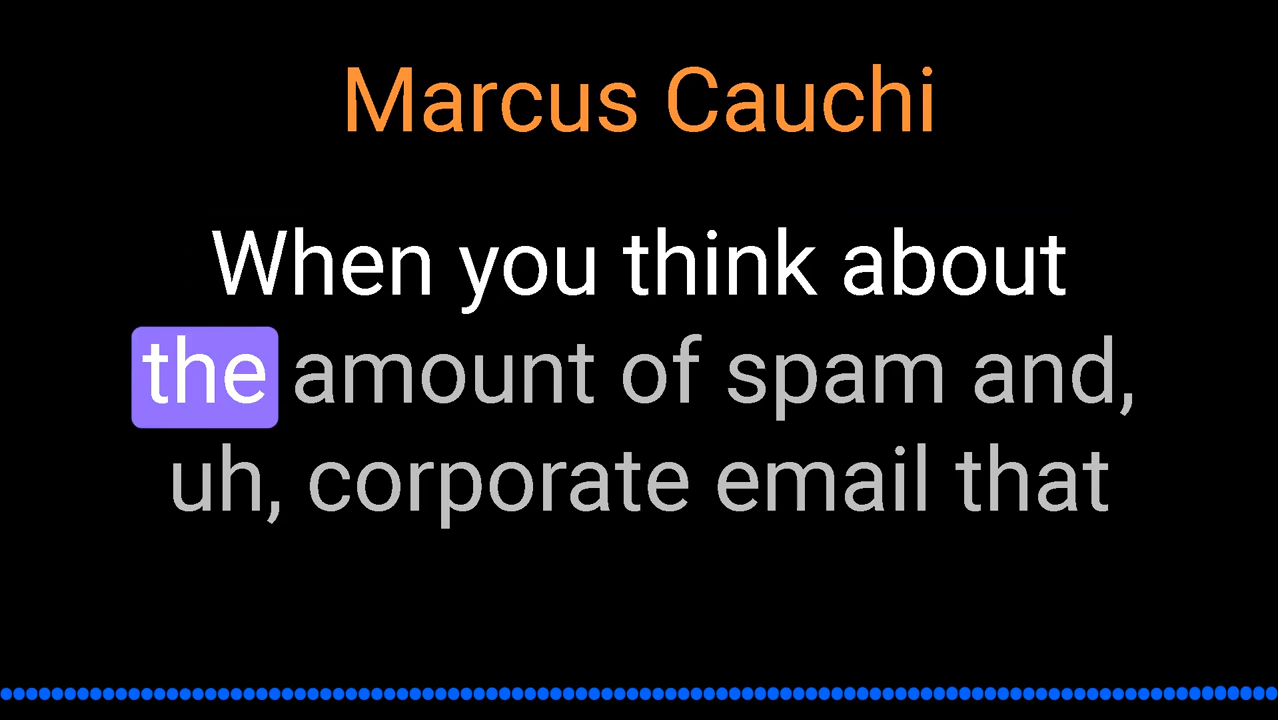 Marcus Cauchi
When you think about
the amount of spam and,
uh, corporate email that